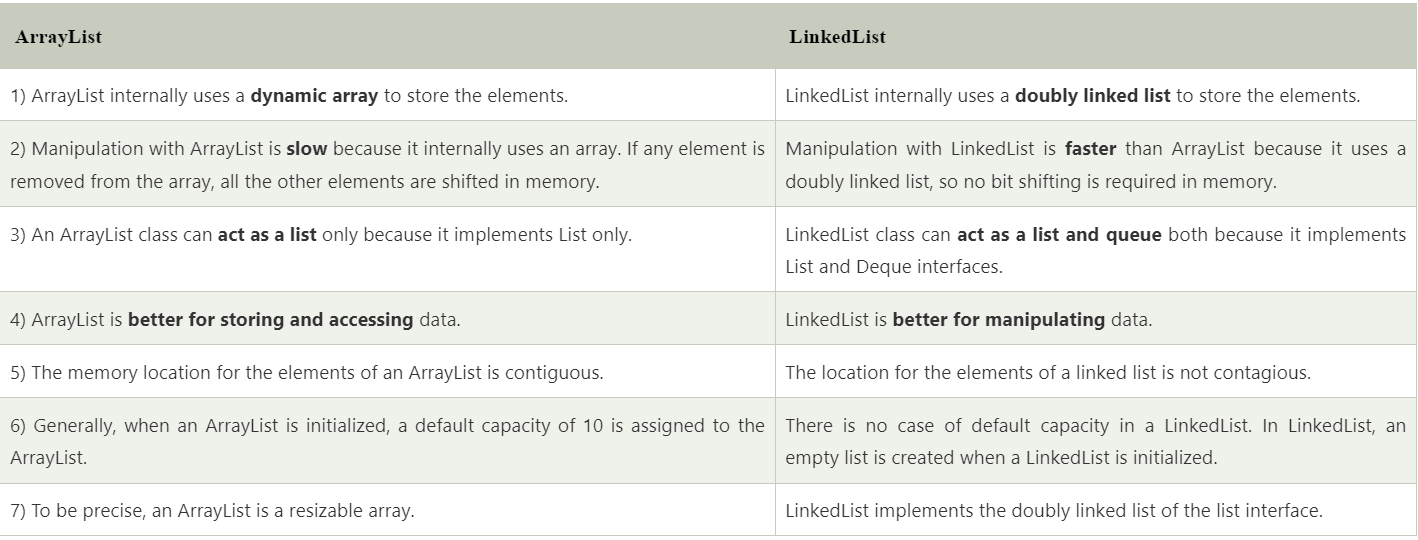 ArrayList
LinkedList
1) ArrayList internally uses a dynamic array to store the elements.
LinkedList internally uses a doubly linked list to store the elements.
2) Manipulation with ArrayList is slow because it internally uses an array. If any element is
removed from the array, all the other elements are shifted in memory.
Manipulation with LinkedList is faster than ArrayList because it uses a
doubly linked list, so no bit shifting is required in memory.
3) An ArrayList class can act as a list only because it implements List only.
LinkedList class can act as a list and queue both because it implements
List and Deque interfaces.
4) ArrayList is better for storing and accessing data.
LinkedList is better for manipulating data.
5) The memory location for the elements of an ArrayList is contiguous.
The location for the elements of a linked list is not contagious.
6) Generally, when an ArrayList is initialized, a default capacity of 10 is assigned to the
ArrayList.
There is no case of default capacity in a LinkedList. In LinkedList, an
empty list is created when a LinkedList is initialized.
7) To be precise, an ArrayList is a resizable array.
LinkedList implements the doubly linked list of the list interface.